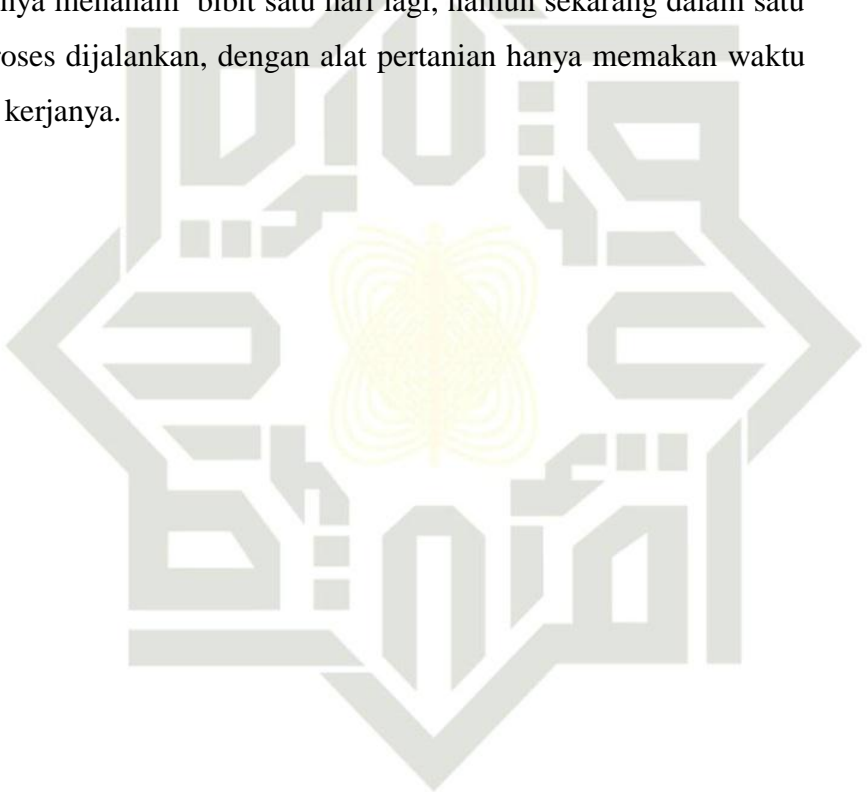 nya menanam bibit satu hari lagi, namun sekarang dalam satu
roses dijalankan, dengan alat pertanian hanya memakan waktu
kerjanya.